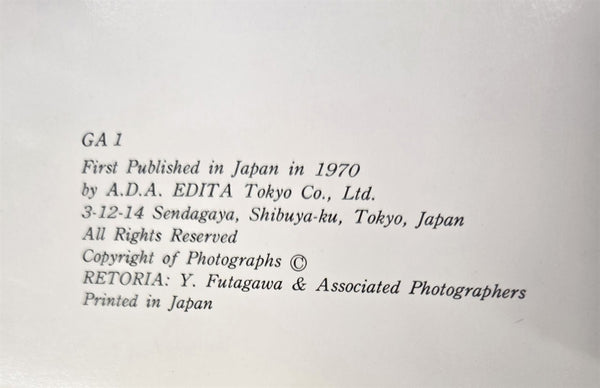 GA 1
First Published in Japan in 1970
by A.D.A. EDITA Tokyo Co., Ltd.
3-12-14 Sendagaya, Shibuya-ku, Tokyo, Japan
All Rights Reserved
Copyright of Photographs ©
RETORIA: Y. Futagawa & Associated Photographers
Printed in Japan